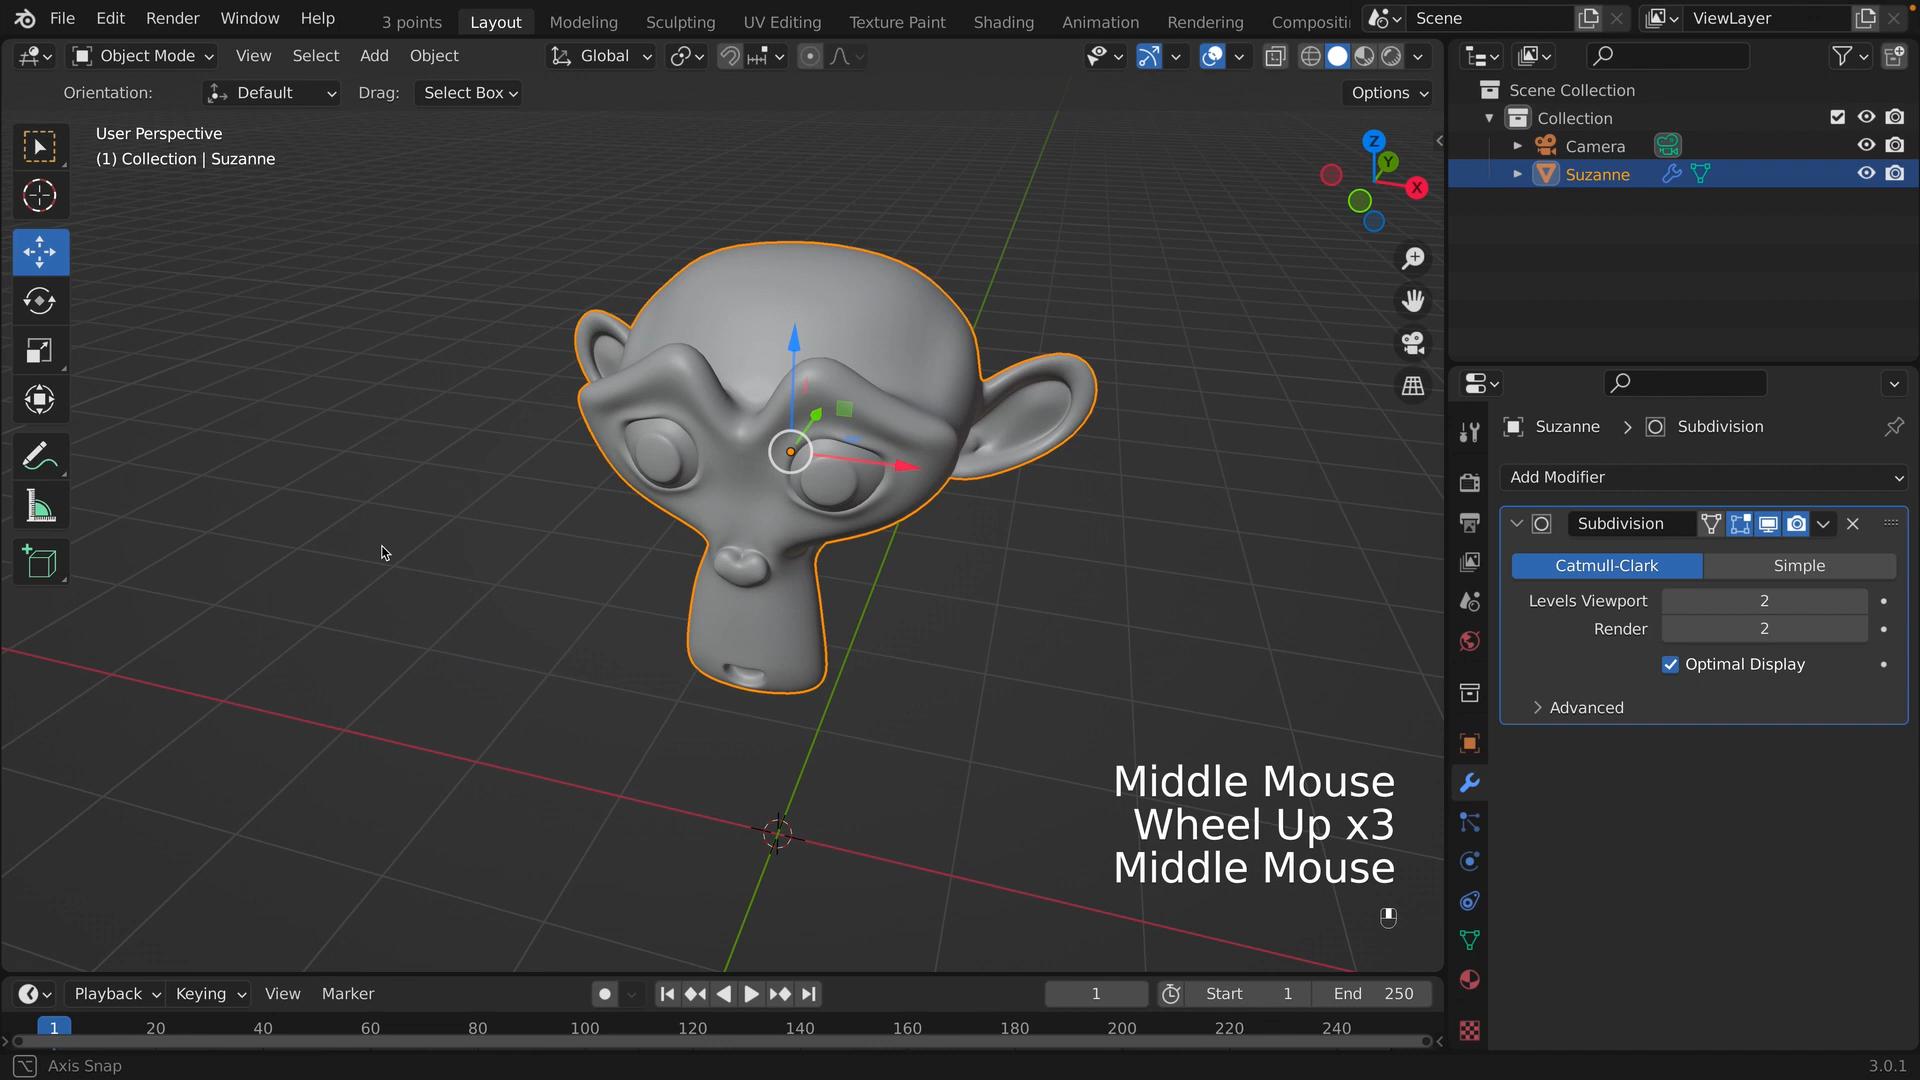 File Edit Render Window Help 3 points Layout Modeling Sculpting UV Editing Texture Paint Shading Animation Rendering Compositi Scene ViewLayer
Object Mode View Select Add Object Global
Orientation: Default Drag: Select Box Options
User Perspective
(1) Collection | Suzanne
Z
Y
X
Scene Collection
Collection
Camera
Suzanne
Suzanne Subdivision
Add Modifier
Subdivision
Catmull-Clark Simple
Levels Viewport 2
Render 2
Optimal Display
Advanced
Middle Mouse
Wheel Up x3
Middle Mouse
Playback Keying View Marker 1 Start 1 End 250
1 20 40 60 80 100 120 140 160 180 200 220 240
Axis Snap 3.0.1